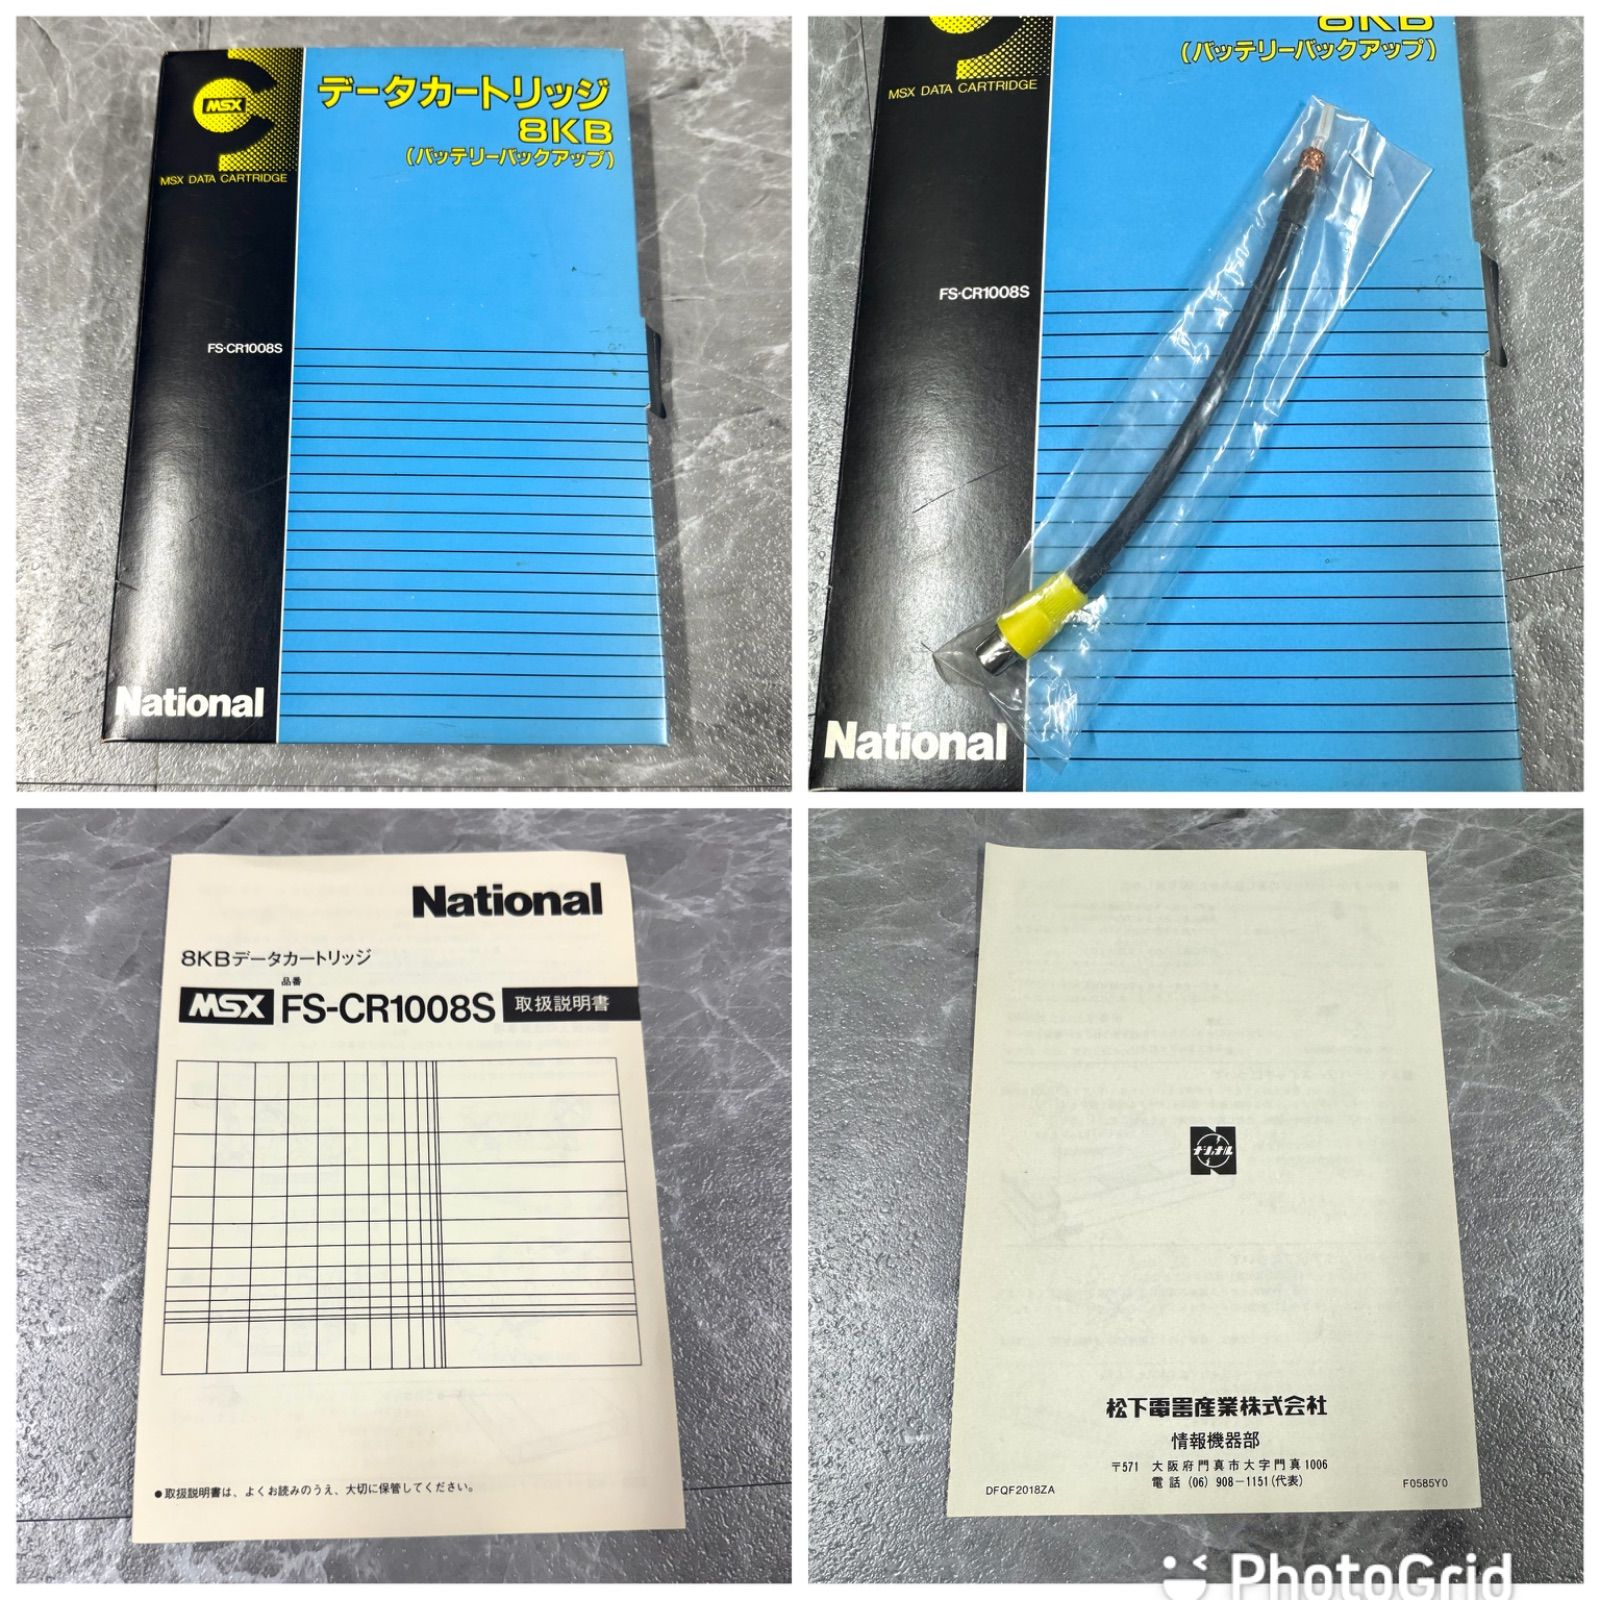 MSX
データカートリッジ
8KB
(バッテリーバックアップ)
MSX DATA CARTRIDGE
FS-CR1008S
National
8KB
(バッテリーバックアップ)
MSX DATA CARTRIDGE
FS-CR1008S
National
National
8KBデータカートリッジ
品番
MSX FS-CR1008S 取扱説明書
●取扱説明書は、よくお読みのうえ、大切に保管してください。
ナショナル
松下電器産業株式会社
情報機器部
〒571 大阪府門真市大字門真1006
電話 (06) 908-1151(代表)
DFQF2018ZA
F0585Y0
PhotoGrid